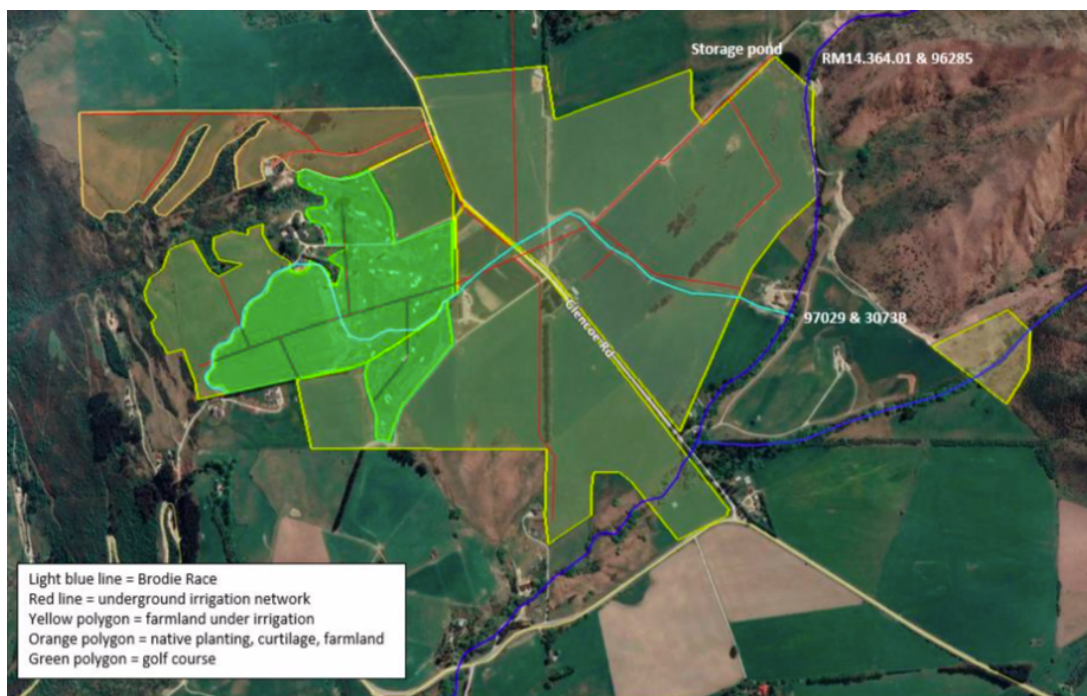 Storage pond
RM14.364.01 & 96285
97029 & 3073B
Glencoe Rd
Light blue line = Brodie Race
Red line = underground irrigation network
Yellow polygon = farmland under irrigation
Orange polygon = native planting, curtilage, farmland
Green polygon = golf course